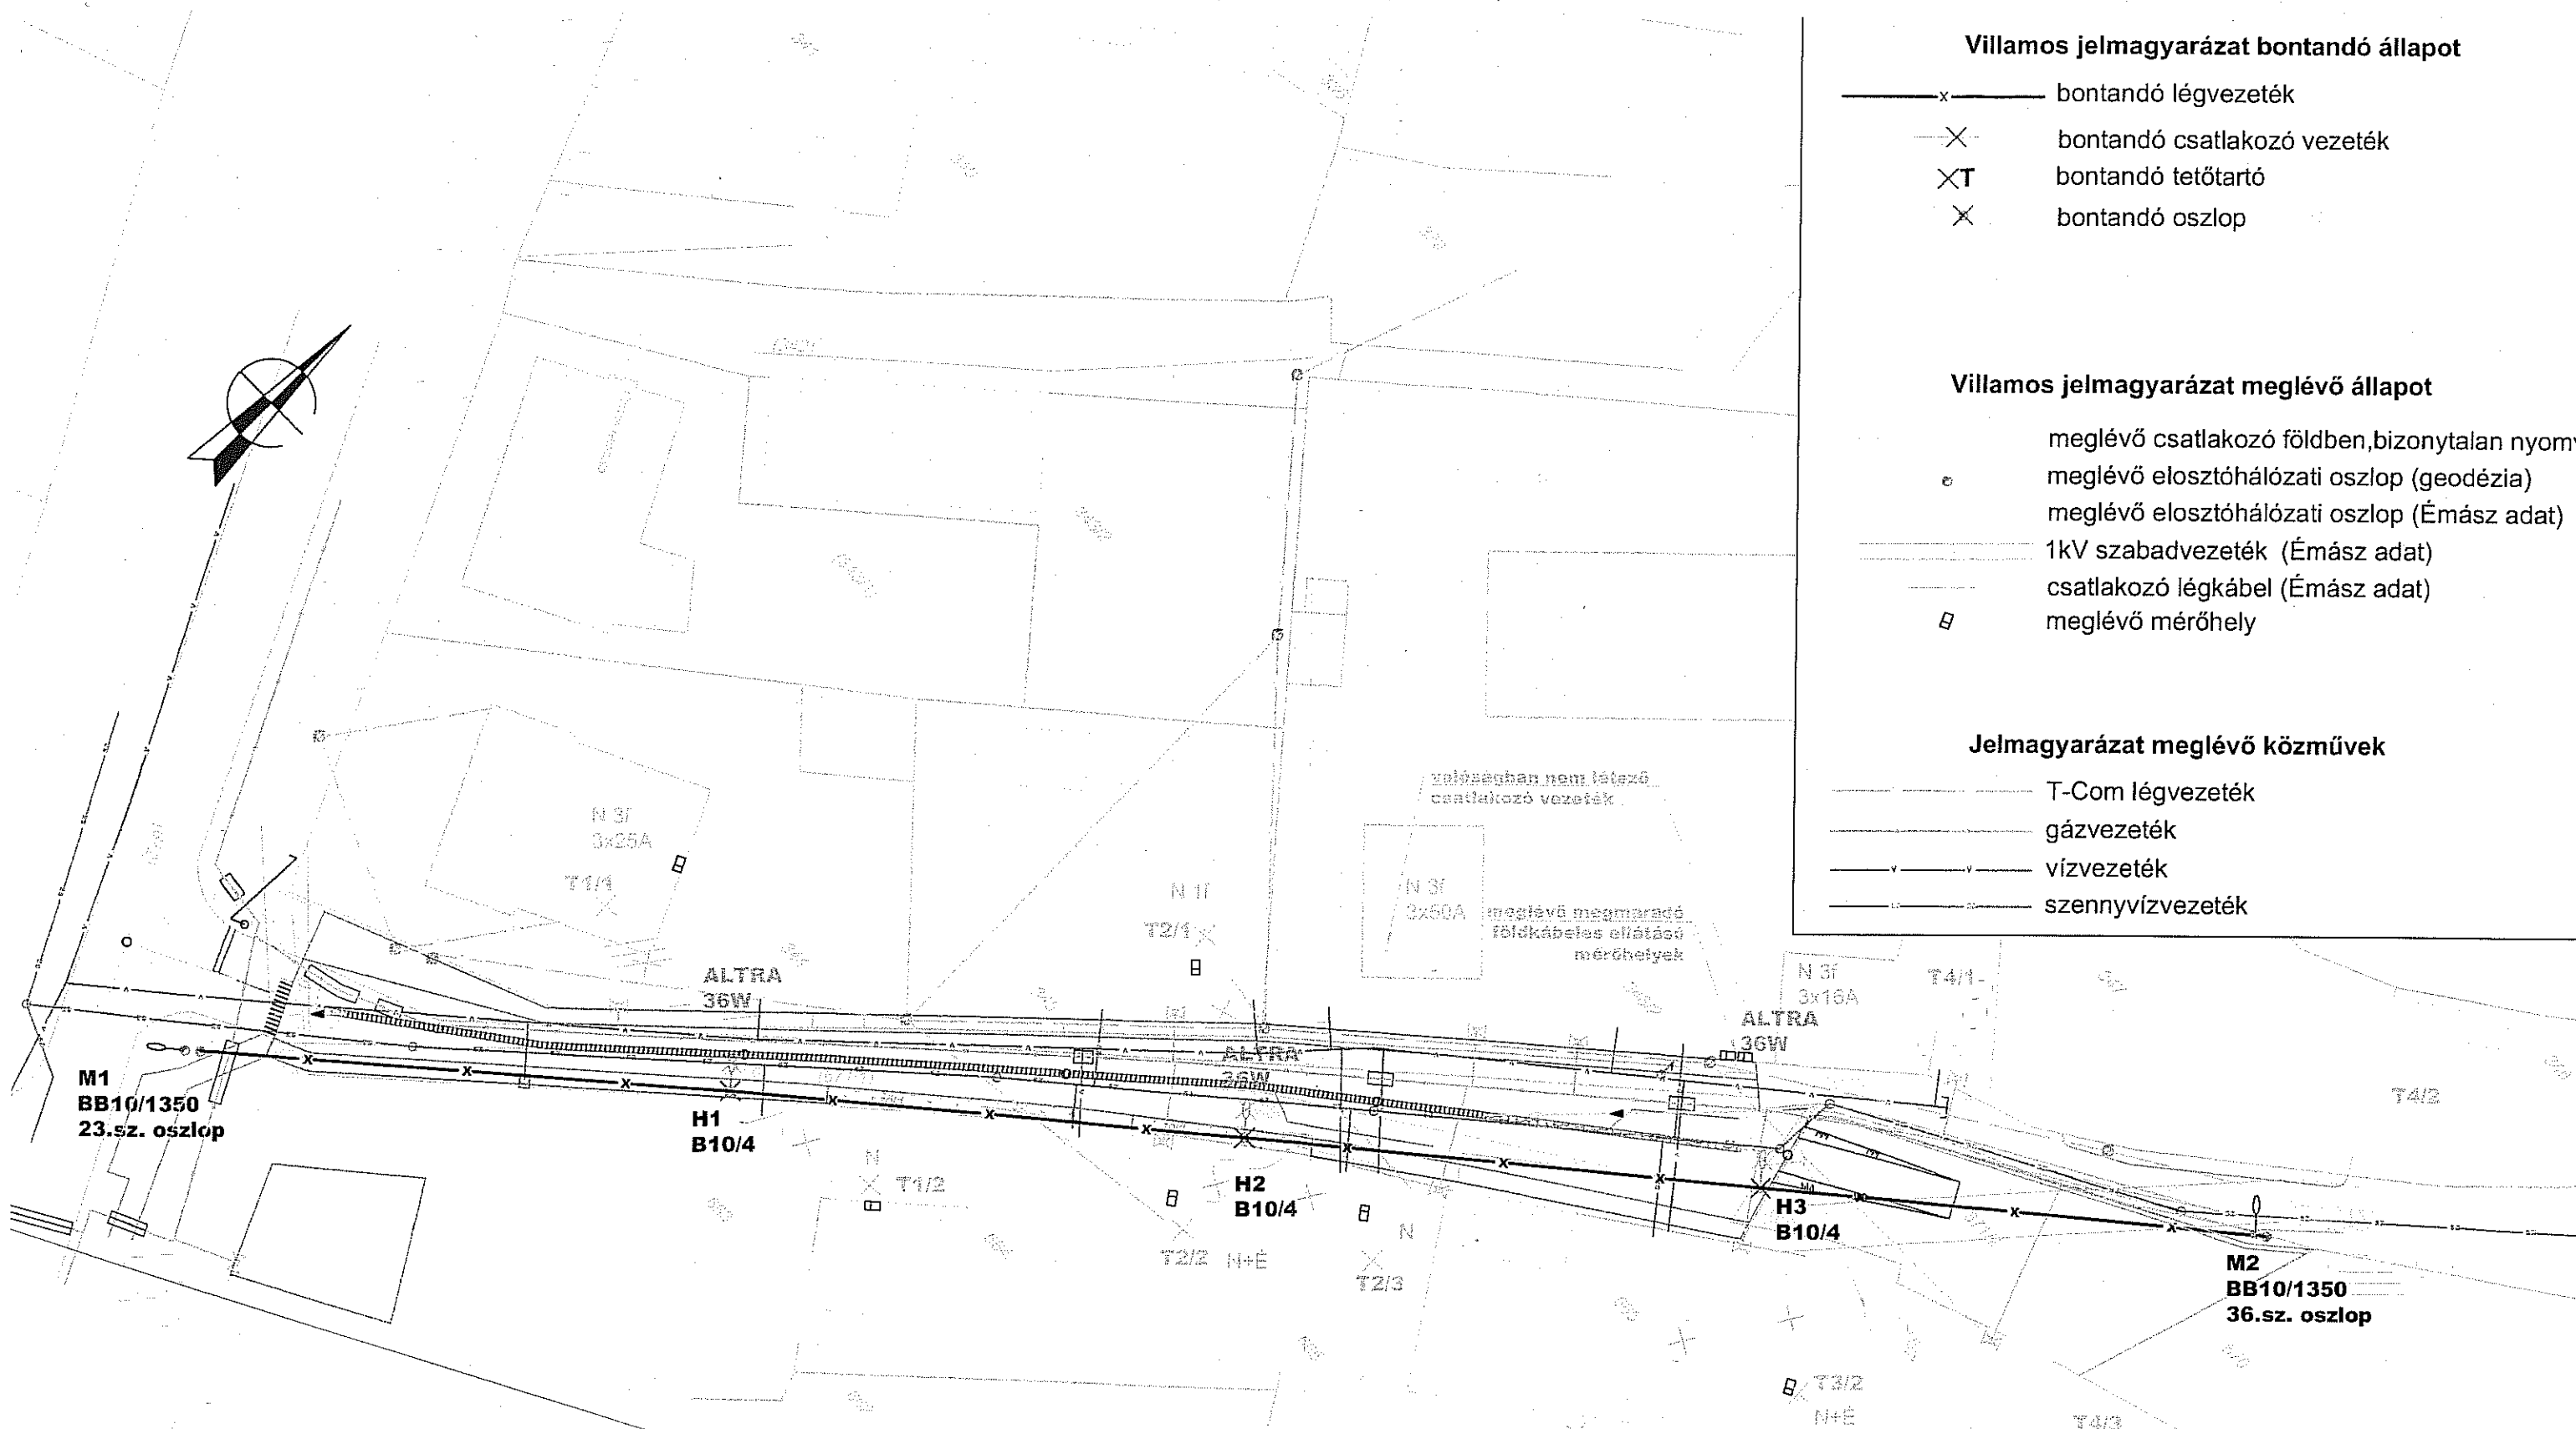 Villamos jelmagyarázat bontandó állapot
bontandó légvezeték
bontandó csatlakozó vezeték
T bontandó tetőtartó
bontandó oszlop
Villamos jelmagyarázat meglévő állapot
meglévő csatlakozó földben,bizonytalan
meglévő elosztóhálózati oszlop (geodézia)
meglévő elosztóhálózati oszlop (Émász adat)
1kV szabadvezeték (Émász adat)
csatlakozó légkábel (Émász adat)
meglévő mérőhely
Jelmagyarázat meglévő közművek
T-Com légvezeték
gázvezeték
vízvezeték
szennyvízvezeték
valóságban nem létező
csatlakozó vezeték
N 3f
3x25A
T1/1
N 1f
T2/1
N 3f
3x50A
meglévő megmaradó
földkábeles ellátású
mérőhelyek
N 3f
3x16A
T4/1
ALTRA
36W
ALTRA
36W
ALTRA
36W
M1
BB10/1350
23.sz. oszlop
H1
B10/4
N
T1/2
H2
B10/4
T2/2
N+É
N
T2/3
H3
B10/4
T4/2
M2
BB10/1350
36.sz. oszlop
T3/2
N+É
T4/3